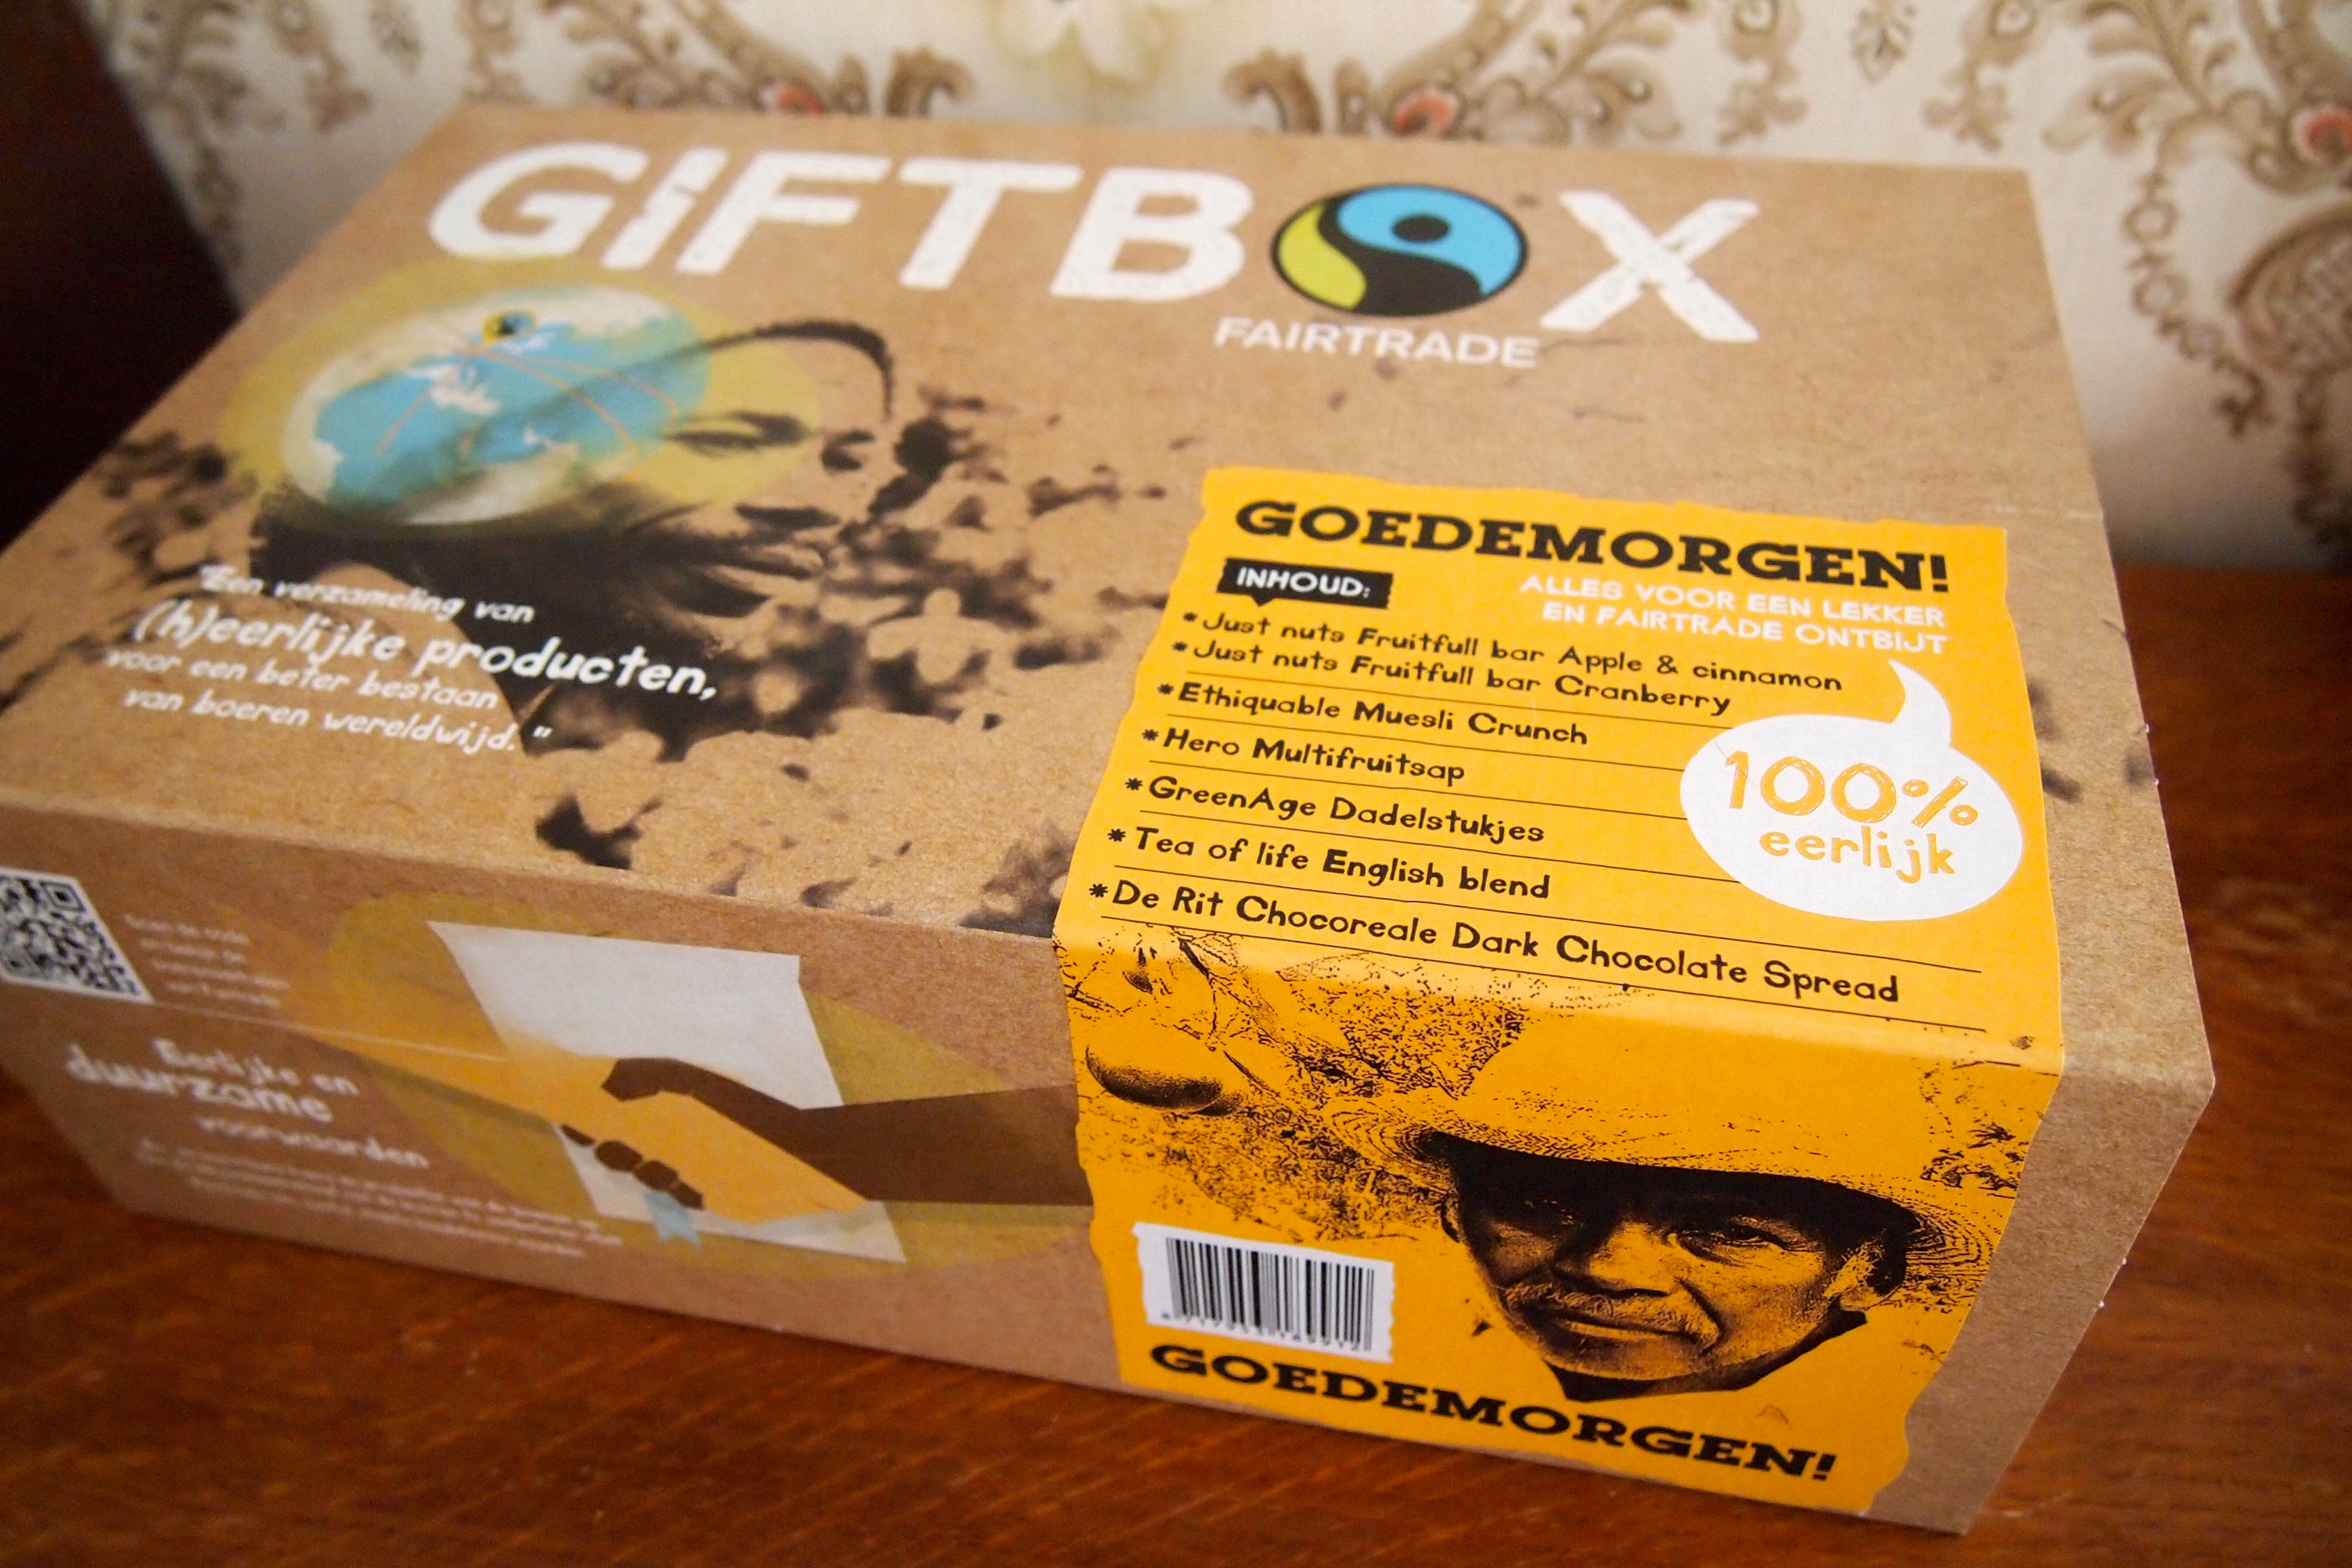 GIFTBOX
FAIRTRADE
"Een verzameling van
(h)eerlijke producten,
voor een beter bestaan
van boeren wereldwijd."
GOEDEMORGEN!
INHOUD:
ALLES VOOR EEN LEKKER
EN FAIRTRADE ONTBIJT
* Just nuts Fruitfull bar Apple & cinnamon
* Just nuts Fruitfull bar Cranberry
* Ethiquable Muesli Crunch
* Hero Multifruitsap
* GreenAge Dadelstukjes
* Tea of life English blend
* De Rit Chocoreale Dark Chocolate Spread
100%
eerlijk
Scan de code
Eerlijke en
duurzame
voorwaarden
GOEDEMORGEN!